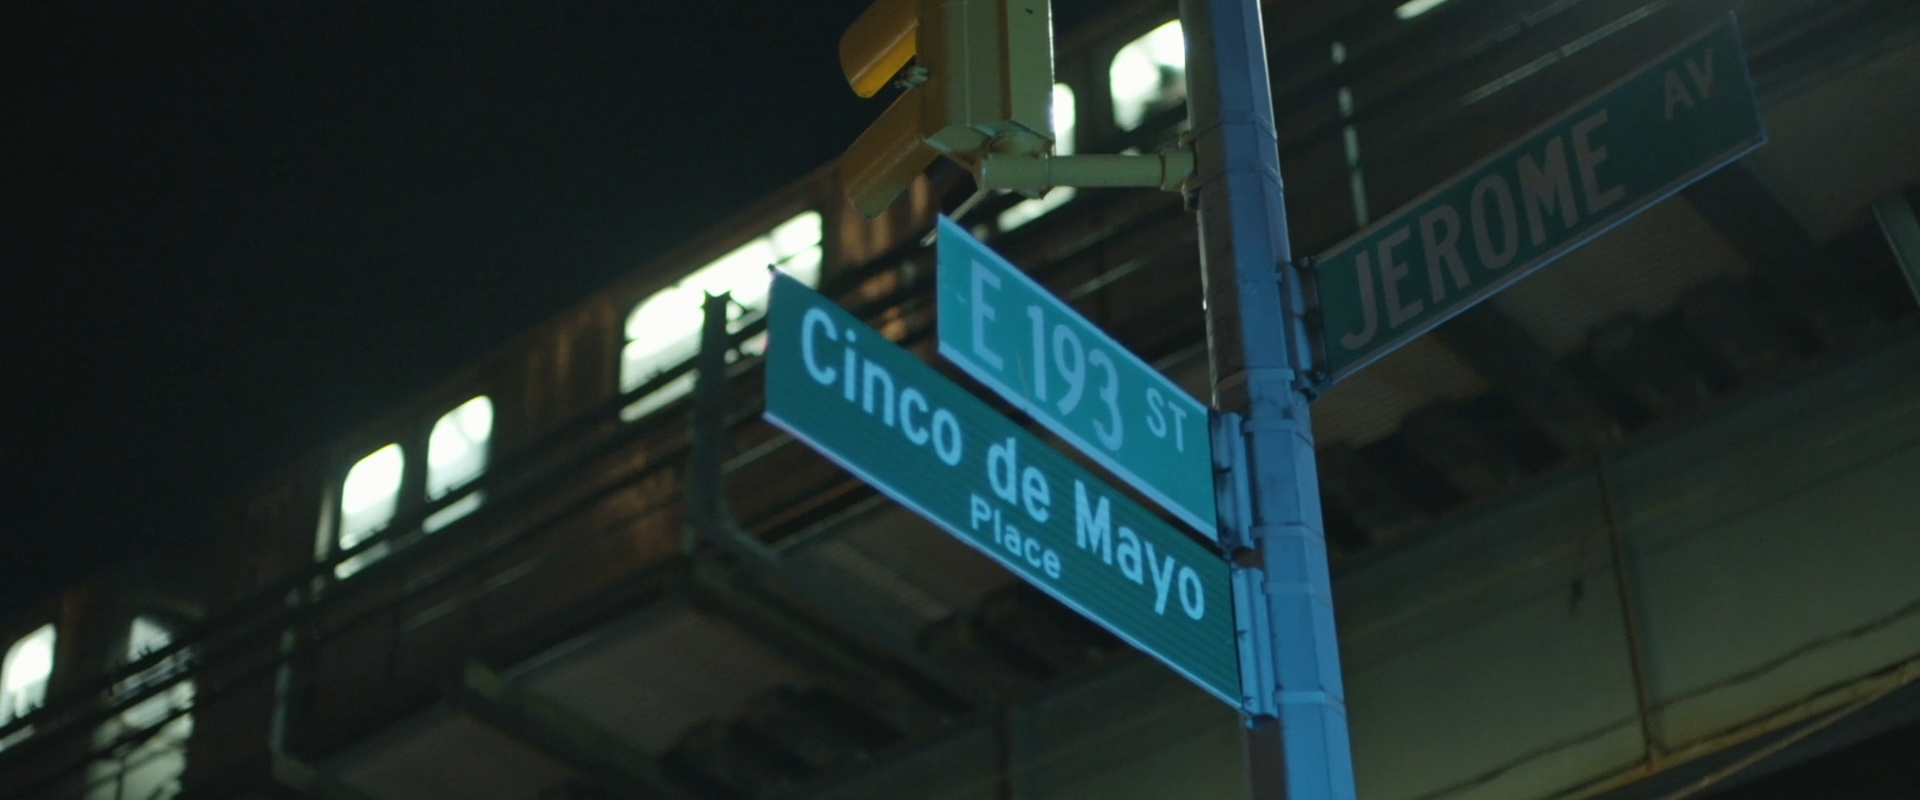 JEROME AV
E 193 ST
Cinco de Mayo
Place